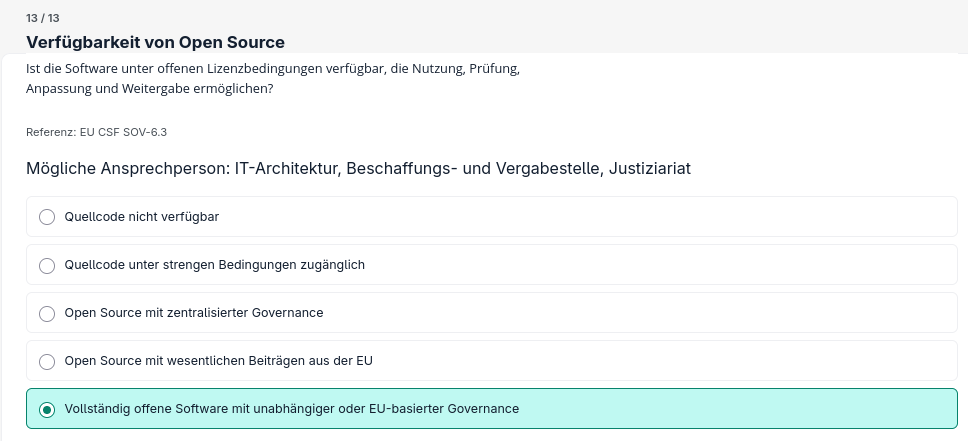 13 / 13
Verfügbarkeit von Open Source
Ist die Software unter offenen Lizenzbedingungen verfügbar, die Nutzung, Prüfung,
Anpassung und Weitergabe ermöglichen?
Referenz: EU CSF SOV-6.3
Mögliche Ansprechperson: IT-Architektur, Beschaffungs- und Vergabestelle, Justiziariat
Quellcode nicht verfügbar
Quellcode unter strengen Bedingungen zugänglich
Open Source mit zentralisierter Governance
Open Source mit wesentlichen Beiträgen aus der EU
Vollständig offene Software mit unabhängiger oder EU-basierter Governance